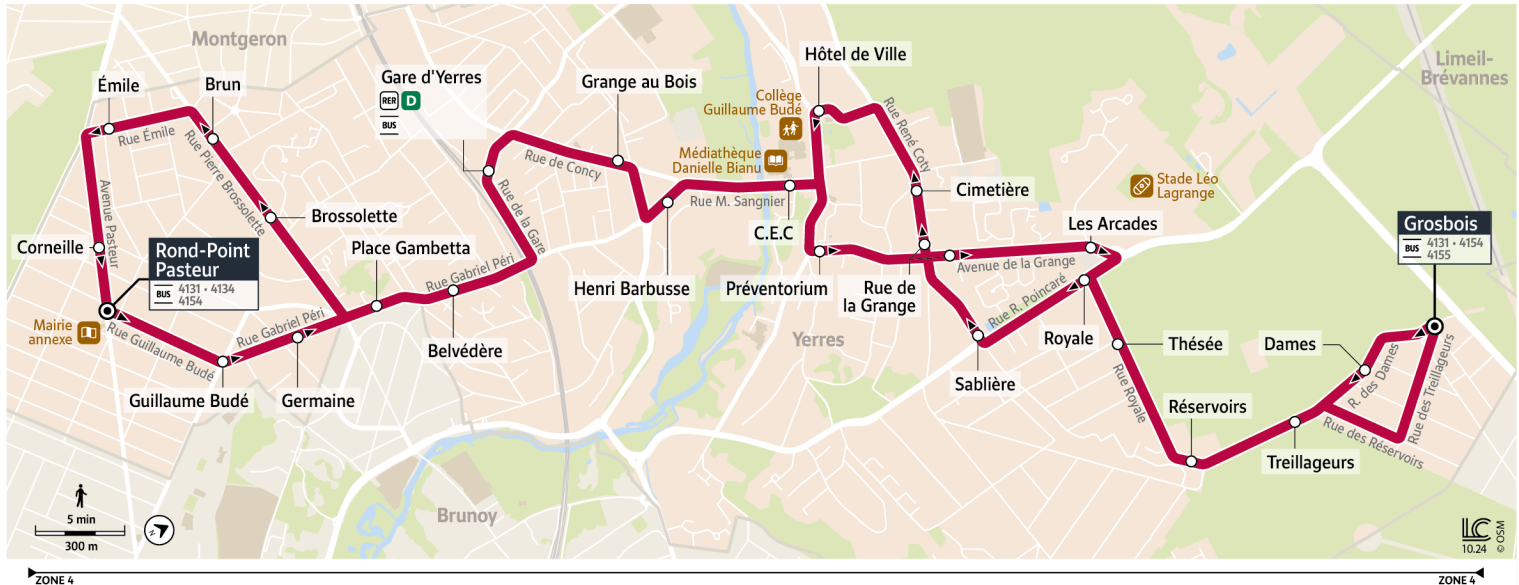 Montgeron
Limeil-
Brévannes
Émile
Brun
Gare d'Yerres
RER D
BUS
Grange au Bois
Hôtel de Ville
Collège
Guillaume Budé
Rue Émile
Rue Pierre Brossolette
Rue de Concy
Médiathèque
Danielle Bianu
Rue René Coty
Cimetière
Stade Léo
Lagrange
Avenue Pasteur
Brossolette
Rue de la Gare
Rue M. Sangnier
C.E.C
Les Arcades
Grosbois
BUS 4131 • 4154
4155
Corneille
Rond-Point
Pasteur
BUS 4131 • 4134
4154
Place Gambetta
Rue Gabriel Péri
Henri Barbusse
Préventorium
Rue de
la Grange
Avenue de la Grange
Rue R. Poincaré
Royale
Mairie
annexe
Rue Guillaume Budé
Rue Gabriel Péri
Belvédère
Yerres
Thésée
Dames
R. des Dames
Rue des Treillageurs
Sablière
Rue Royale
Guillaume Budé
Germaine
Réservoirs
Treillageurs
Rue des Réservoirs
Brunoy
5 min
300 m
N
LC
10.24
© OSM
ZONE 4
ZONE 4